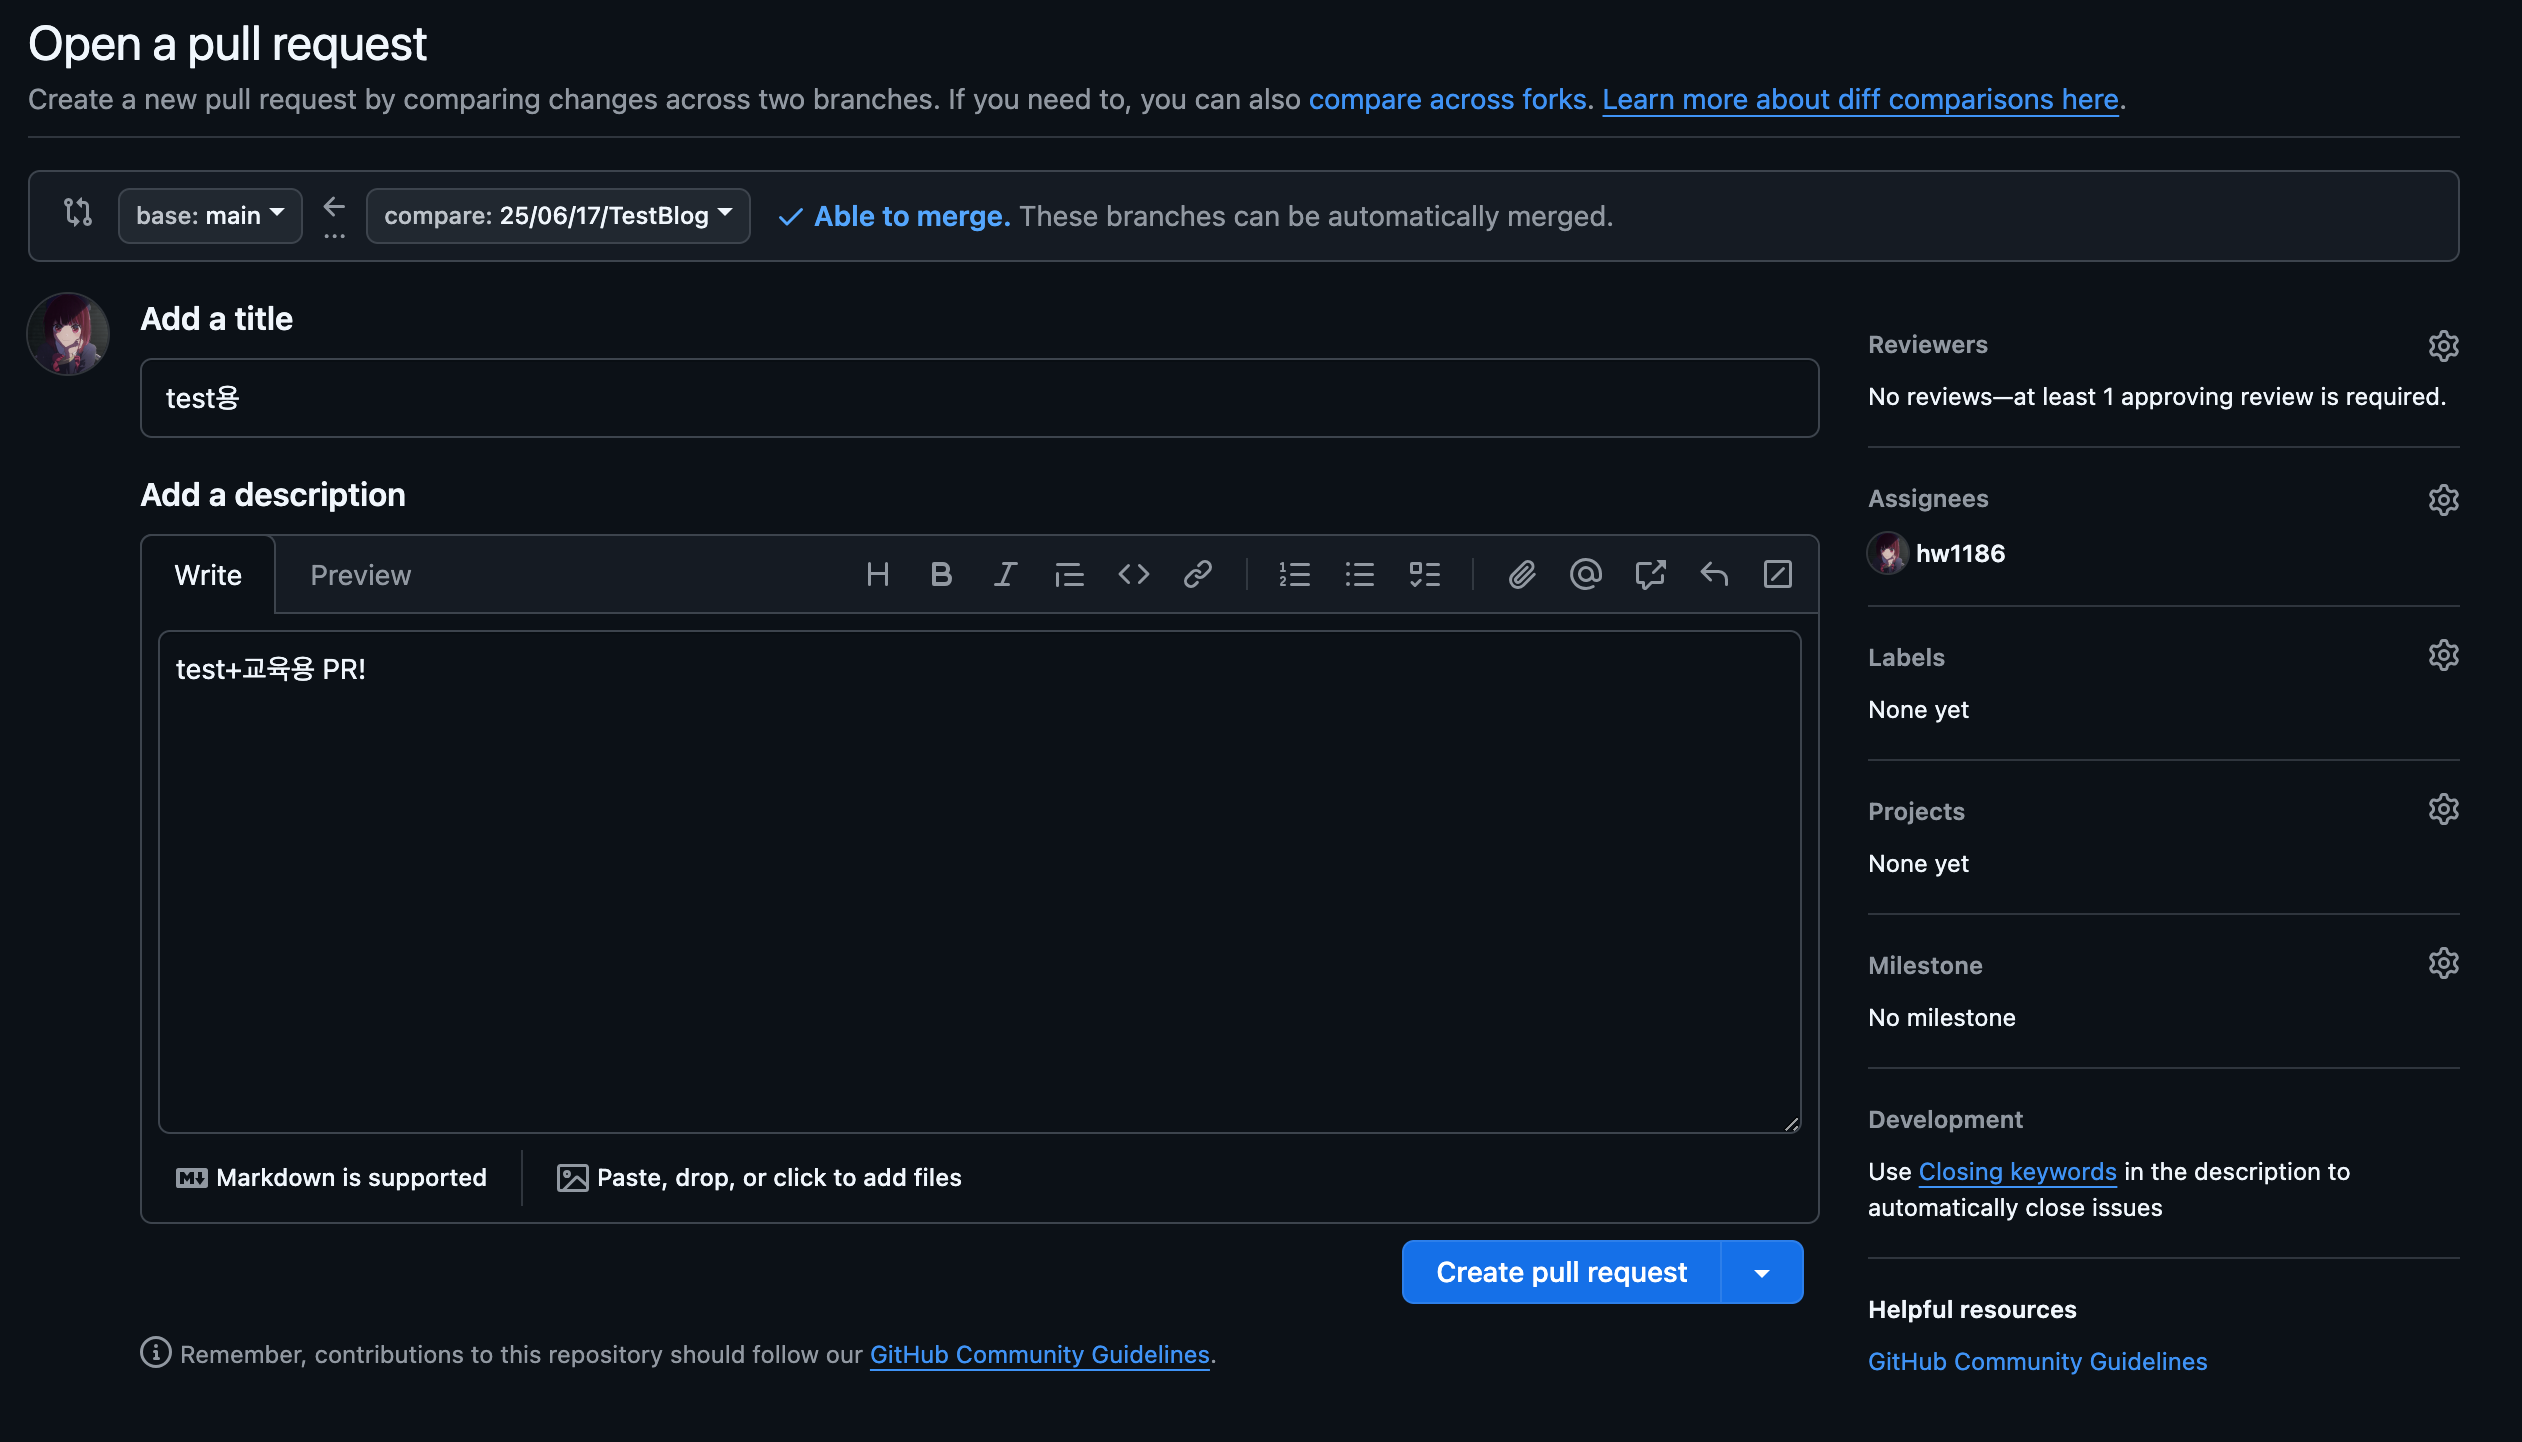 Open a pull request
Create a new pull request by comparing changes across two branches. If you need to, you can also compare across forks. Learn more about diff comparisons here.
base: main
compare: 25/06/17/TestBlog
Able to merge. These branches can be automatically merged.
Add a title
test용
Add a description
Write
Preview
test+교육용 PR!
Markdown is supported
Paste, drop, or click to add files
Create pull request
Remember, contributions to this repository should follow our GitHub Community Guidelines.
Reviewers
No reviews—at least 1 approving review is required.
Assignees
hw1186
Labels
None yet
Projects
None yet
Milestone
No milestone
Development
Use Closing keywords in the description to
automatically close issues
Helpful resources
GitHub Community Guidelines